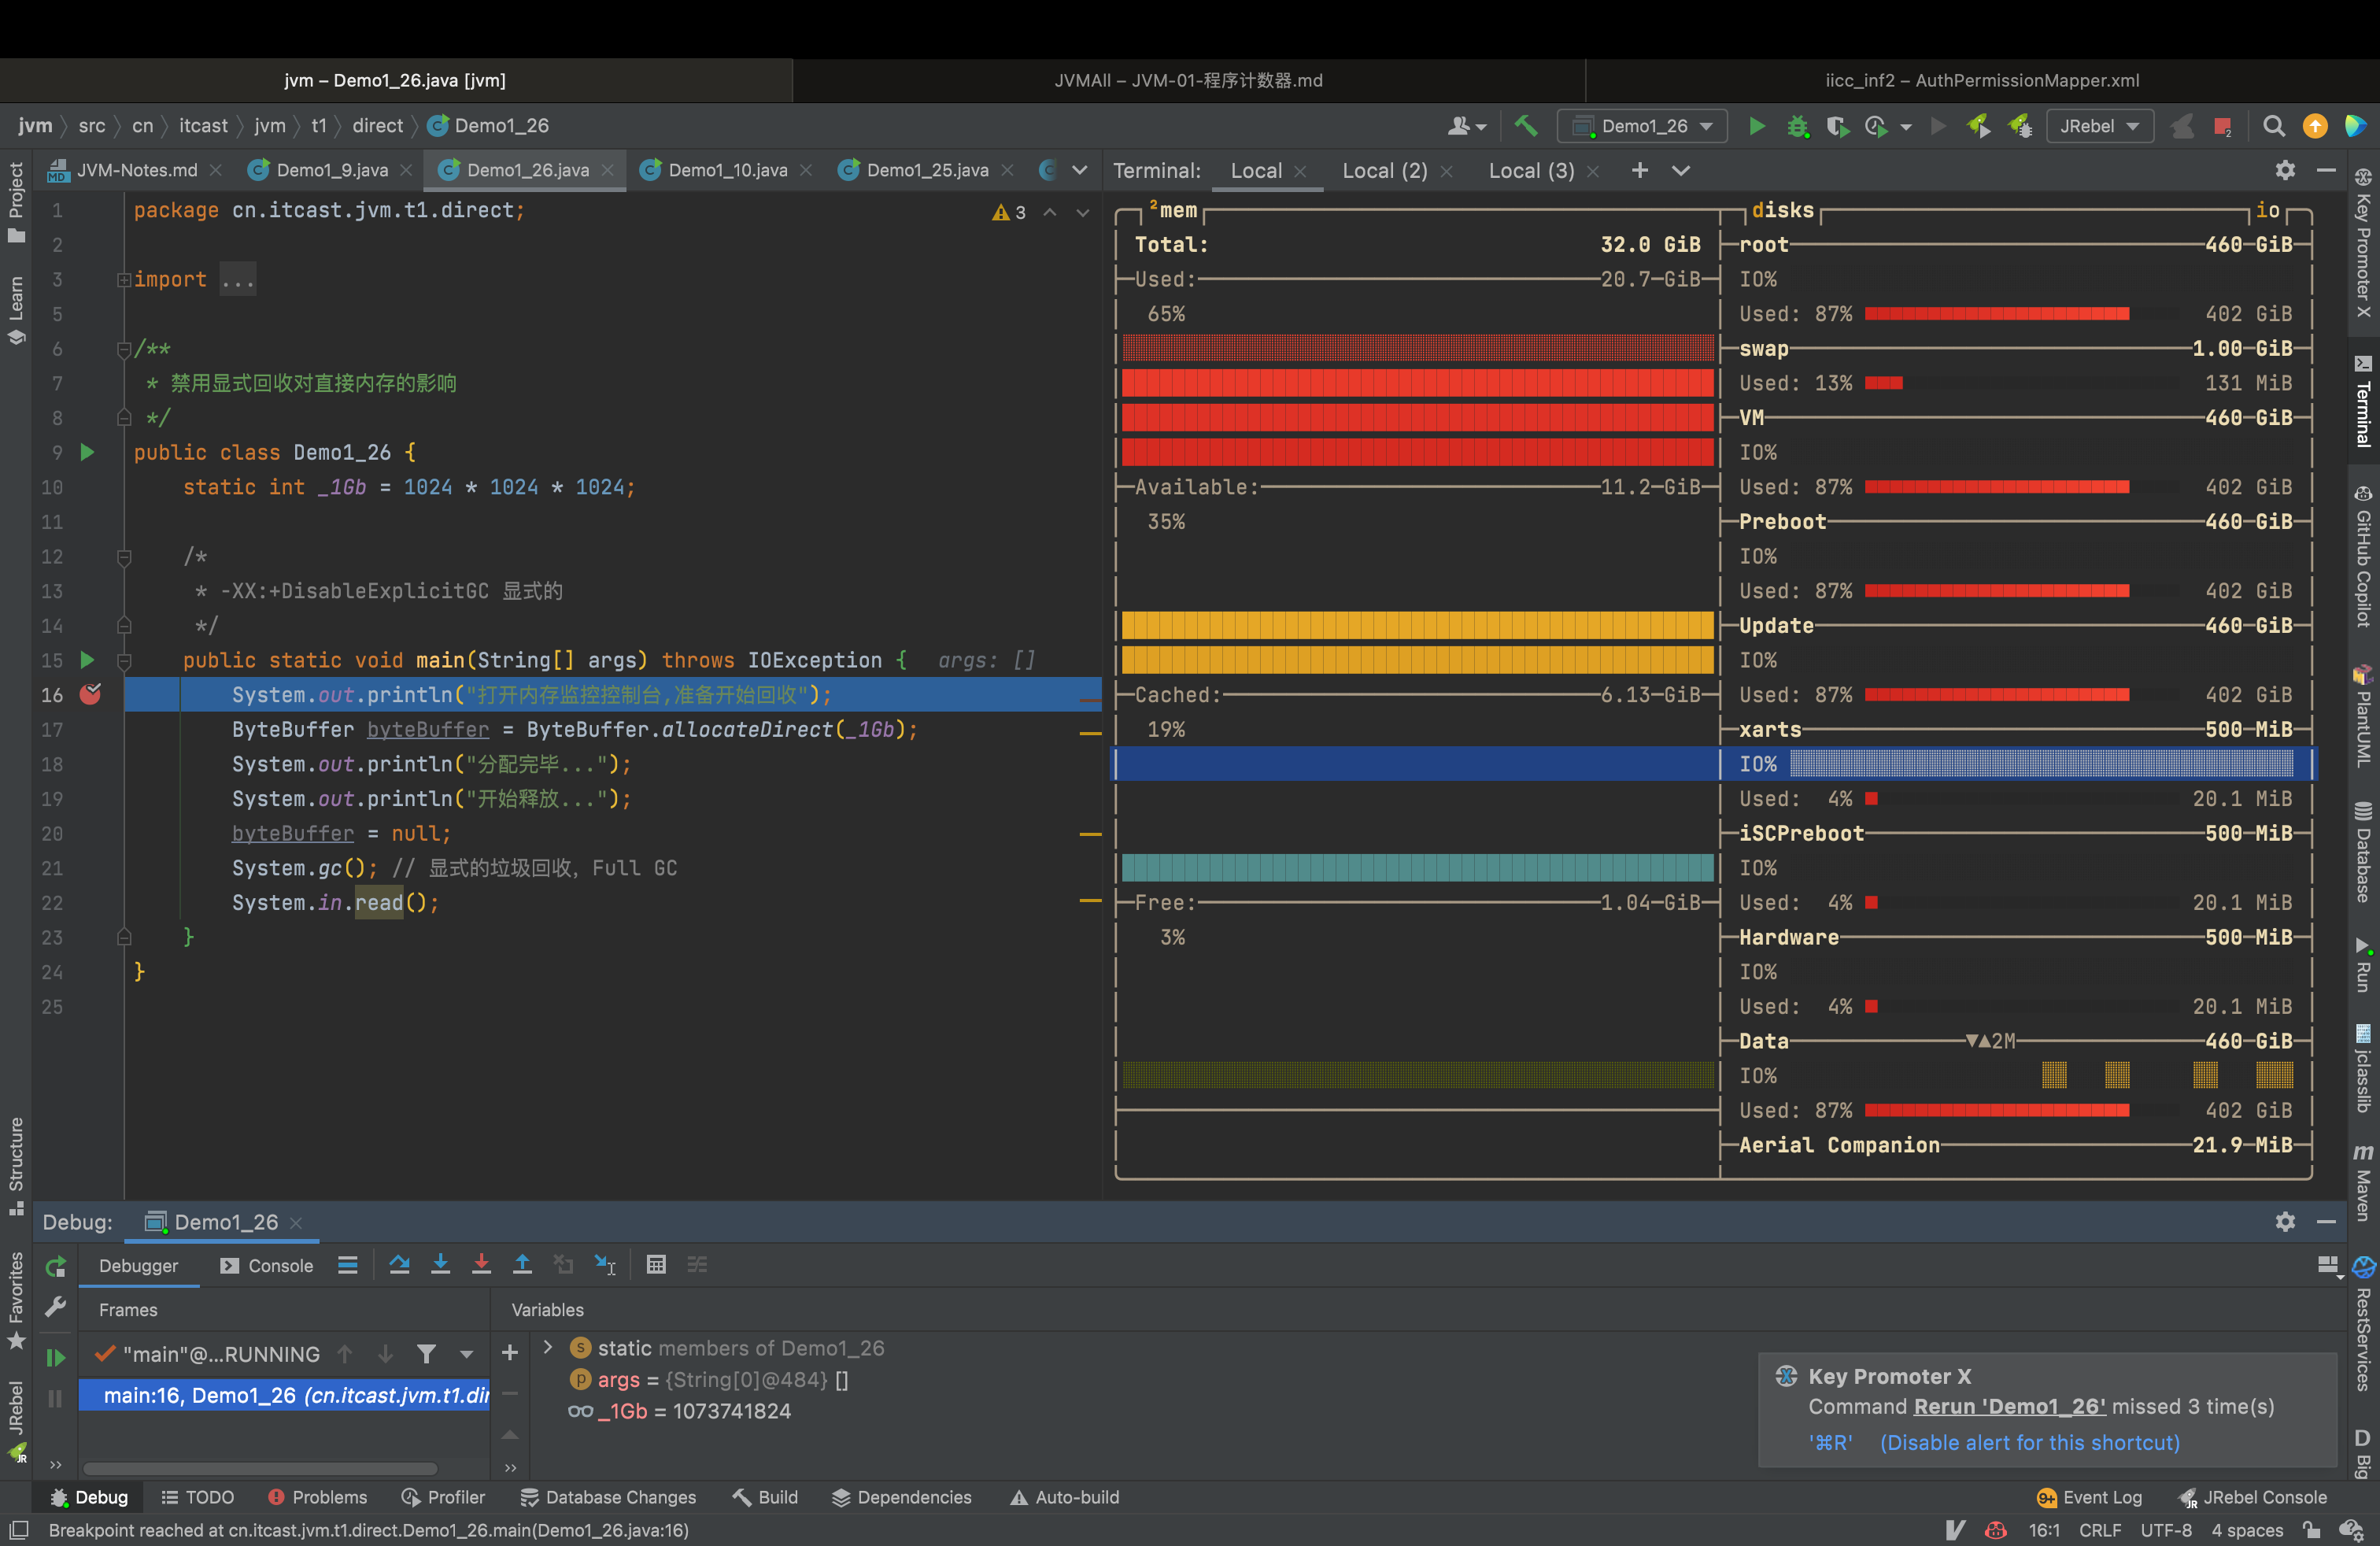 jvm – Demo1_26.java [jvm]
JVMAll – JVM-01-程序计数器.md
iicc_inf2 – AuthPermissionMapper.xml
jvm src cn itcast jvm t1 direct Demo1_26
Demo1_26
JRebel
JVM-Notes.md
Demo1_9.java
Demo1_26.java
Demo1_10.java
Demo1_25.java
Terminal: Local Local (2) Local (3)
Project
Learn
Structure
Favorites
JRebel
1 package cn.itcast.jvm.t1.direct;
3
2
3 import ...
5
6 /**
7 * 禁用显式回收对直接内存的影响
8 */
9 public class Demo1_26 {
10 static int _1Gb = 1024 * 1024 * 1024;
11
12 /*
13 * -XX:+DisableExplicitGC 显式的
14 */
15 public static void main(String[] args) throws IOException { args: []
16 System.out.println("打开内存监控控制台,准备开始回收");
17 ByteBuffer byteBuffer = ByteBuffer.allocateDirect(_1Gb);
18 System.out.println("分配完毕...");
19 System.out.println("开始释放...");
20 byteBuffer = null;
21 System.gc(); // 显式的垃圾回收, Full GC
22 System.in.read();
23 }
24 }
25
²mem
Total: 32.0 GiB
Used: 20.7 GiB
65%
Available: 11.2 GiB
35%
Cached: 6.13 GiB
19%
Free: 1.04 GiB
3%
disks io
root 460 GiB
IO%
Used: 87% 402 GiB
swap 1.00 GiB
Used: 13% 131 MiB
VM 460 GiB
IO%
Used: 87% 402 GiB
Preboot 460 GiB
IO%
Used: 87% 402 GiB
Update 460 GiB
IO%
Used: 87% 402 GiB
xarts 500 MiB
IO%
Used: 4% 20.1 MiB
iSCPreboot 500 MiB
IO%
Used: 4% 20.1 MiB
Hardware 500 MiB
IO%
Used: 4% 20.1 MiB
Data ▼▲2M 460 GiB
IO%
Used: 87% 402 GiB
Aerial Companion 21.9 MiB
Key Promoter X
Terminal
GitHub Copilot
PlantUML
Database
Run
jclasslib
Maven
RestServices
Big
Debug: Demo1_26
Debugger
Console
Frames
Variables
"main"@...RUNNING
main:16, Demo1_26 (cn.itcast.jvm.t1.dir
static members of Demo1_26
args = {String[0]@484} []
_1Gb = 1073741824
Key Promoter X
Command Rerun 'Demo1_26' missed 3 time(s)
'⌘R' (Disable alert for this shortcut)
Debug
TODO
Problems
Profiler
Database Changes
Build
Dependencies
Auto-build
9+ Event Log
JRebel Console
Breakpoint reached at cn.itcast.jvm.t1.direct.Demo1_26.main(Demo1_26.java:16)
16:1 CRLF UTF-8 4 spaces